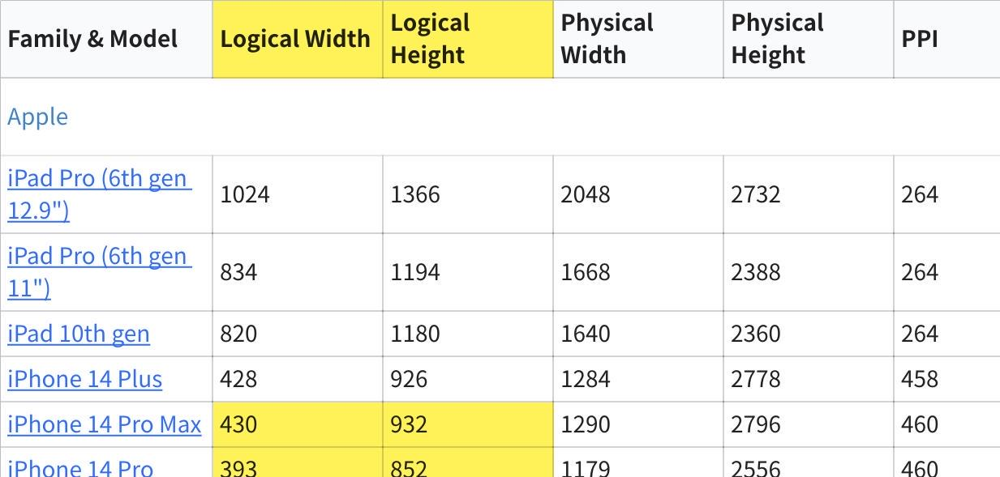 Family & Model Logical Width Logical Height Physical Width Physical Height PPI
Apple
iPad Pro (6th gen 12.9") 1024 1366 2048 2732 264
iPad Pro (6th gen 11") 834 1194 1668 2388 264
iPad 10th gen 820 1180 1640 2360 264
iPhone 14 Plus 428 926 1284 2778 458
iPhone 14 Pro Max 430 932 1290 2796 460
iPhone 14 Pro 393 852 1179 2556 460